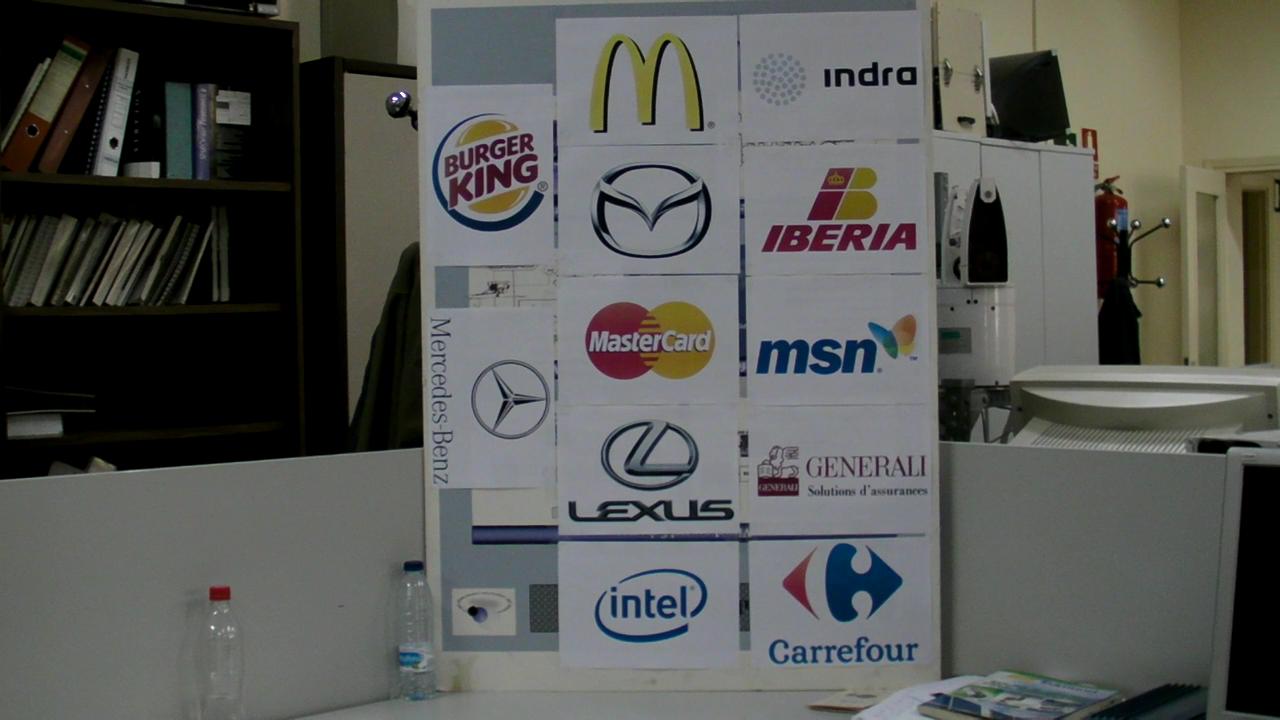 indra
BURGER
KING
®
IBERIA
MasterCard
msn
Mercedes-Benz
LEXUS
GENERALI
GENERALI
Solutions d'assurances
intel
Carrefour